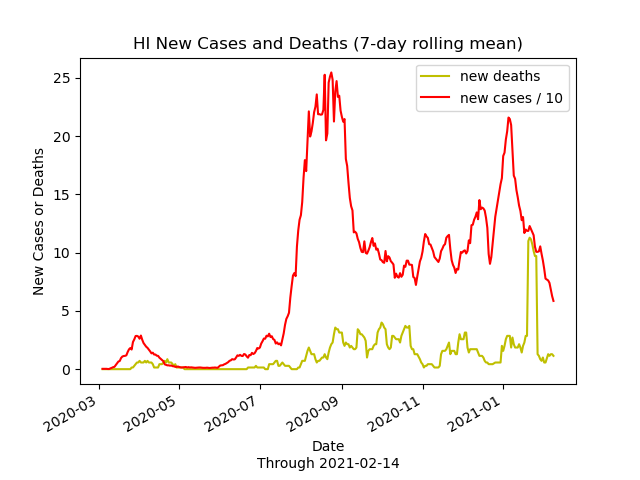 HI New Cases and Deaths (7-day rolling mean)
new deaths
new cases / 10
New Cases or Deaths
25
20
15
10
5
0
2020-03
2020-05
2020-07
2020-09
2020-11
2021-01
Date
Through 2021-02-14